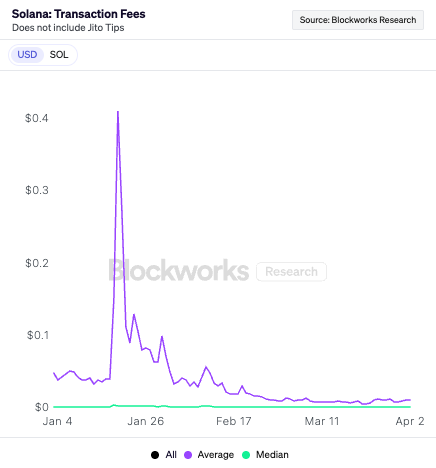 Solana: Transaction Fees
Does not include Jito Tips
Source: Blockworks Research
USD SOL
$0.4
$0.3
$0.2
$0.1
$0
Blockworks Research
Jan 4 Jan 26 Feb 17 Mar 11 Apr 2
All Average Median